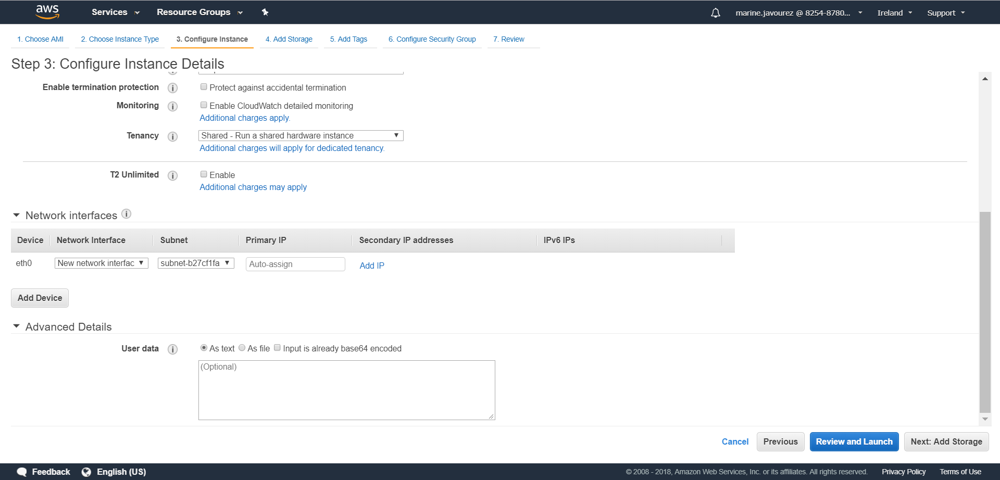 aws Services Resource Groups marine.javourez @ 8254-8780... Ireland Support
1. Choose AMI 2. Choose Instance Type 3. Configure Instance 4. Add Storage 5. Add Tags 6. Configure Security Group 7. Review
Step 3: Configure Instance Details
Enable termination protection i Protect against accidental termination
Monitoring i Enable CloudWatch detailed monitoring
Additional charges apply.
Tenancy i Shared - Run a shared hardware instance
Additional charges will apply for dedicated tenancy.
T2 Unlimited i Enable
Additional charges may apply
Network interfaces i
Device Network Interface Subnet Primary IP Secondary IP addresses IPv6 IPs
eth0 New network interfac subnet-b27cf1fa Auto-assign Add IP
Add Device
Advanced Details
User data i As text As file Input is already base64 encoded
(Optional)
Cancel Previous Review and Launch Next: Add Storage
Feedback English (US) © 2008 - 2018, Amazon Web Services, Inc. or its affiliates. All rights reserved. Privacy Policy Terms of Use